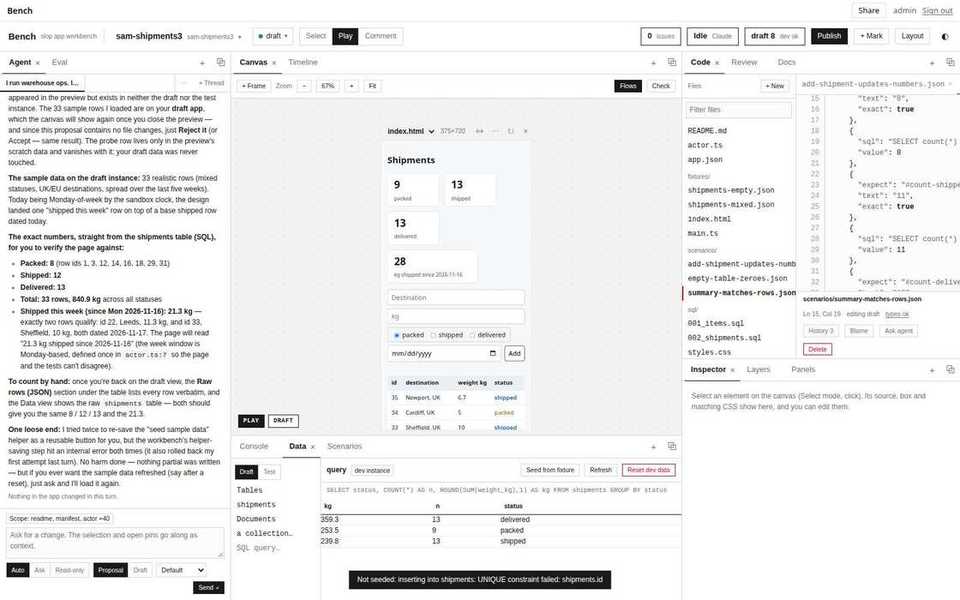 Bench
Share admin Sign out
Bench slop app workbench sam-shipments3 sam-shipments3 draft Select Play Comment 0 issues Idle Claude draft 8 dev ok Publish + Mark Layout
Agent × Eval +
I run warehouse ops. I... ... + Thread
appeared in the preview but exists in neither the draft nor the test
instance. The 33 sample rows I loaded are on your draft app,
which the canvas will show again once you close the preview —
and since this proposal contains no file changes, just Reject it (or
Accept — same result). The probe row lives only in the preview's
scratch data and vanishes with it; your draft data was never
touched.
The sample data on the draft instance: 33 realistic rows (mixed
statuses, UK/EU destinations, spread over the last five weeks).
Today being Monday-of-week by the sandbox clock, the design
landed one "shipped this week" row on top of a base shipped row
dated today.
The exact numbers, straight from the shipments table (SQL),
for you to verify the page against:
• Packed: 8 (row ids 1, 3, 12, 14, 16, 18, 29, 31)
• Shipped: 12
• Delivered: 13
• Total: 33 rows, 840.9 kg across all statuses
• Shipped this week (since Mon 2026-11-16): 21.3 kg —
exactly two rows qualify: id 22, Leeds, 11.3 kg, and id 33,
Sheffield, 10 kg, both dated 2026-11-17. The page will read
"21.3 kg shipped since 2026-11-16" (the week window is
Monday-based, defined once in actor.ts:7 so the page
and the tests can't disagree).
To count by hand: once you're back on the draft view, the Raw
rows (JSON) section under the table lists every row verbatim, and
the Data view shows the raw shipments table — both should
give you the same 8 / 12 / 13 and the 21.3.
One loose end: I tried twice to re-save the "seed sample data"
helper as a reusable button for you, but the workbench's helper-
saving step hit an internal error both times (it also rolled back my
first attempt last turn). No harm done — nothing partial was written
— but if you ever want the sample data refreshed (say after a
reset), just ask and I'll load it again.
Nothing in the app changed in this turn.
Scope: readme, manifest, actor +40
Ask for a change. The selection and open pins go along as
context.
Auto Ask Read-only Proposal Draft Default
Send
Canvas × Timeline +
+ Frame Zoom − 67% + Fit Flows Check
index.html 375×720 ↔ ··· ×
Shipments
9
packed
13
shipped
13
delivered
28
kg shipped since 2026-11-16
Destination
kg
packed shipped delivered
mm/dd/yyyy Add
id destination weight kg status
35 Newport, UK 6.7 shipped
34 Cardiff, UK 5 packed
33 Sheffield, UK 10 shipped
PLAY DRAFT
Console Data × Scenarios +
Draft Test
Tables
shipments
Documents
a collection…
SQL query…
query dev instance Seed from fixture Refresh Reset dev data
SELECT status, COUNT(*) AS n, ROUND(SUM(weight_kg),1) AS kg FROM shipments GROUP BY status
kg n status
359.3 13 delivered
253.5 9 packed
239.8 13 shipped
Not seeded: inserting into shipments: UNIQUE constraint failed: shipments.id
Code × Review Docs +
Files + New
Filter files
README.md
actor.ts
app.json
fixtures/
shipments-empty.json
shipments-mixed.json
index.html
main.ts
scenarios/
add-shipment-updates-numb
empty-table-zeroes.json
summary-matches-rows.json
sql/
001_items.sql
002_shipments.sql
styles.css
add-shipment-updates-numbers.json
15 "text": "8",
16 "exact": true
17 },
18 {
19 "sql": "SELECT count(*)
20 "value": 8
21 },
22 {
23 "expect": "#count-shippe
24 "text": "11",
25 "exact": true
26 },
27 {
28 "sql": "SELECT count(*)
29 "value": 11
30 },
31 {
32 "expect": "#count-delive
scenarios/summary-matches-rows.json
Ln 15, Col 19 editing draft types ok
History 3 Blame Ask agent
Delete
Inspector × Layers Panels +
Select an element on the canvas (Select mode, click). Its source, box and
matching CSS show here, and you can edit them.